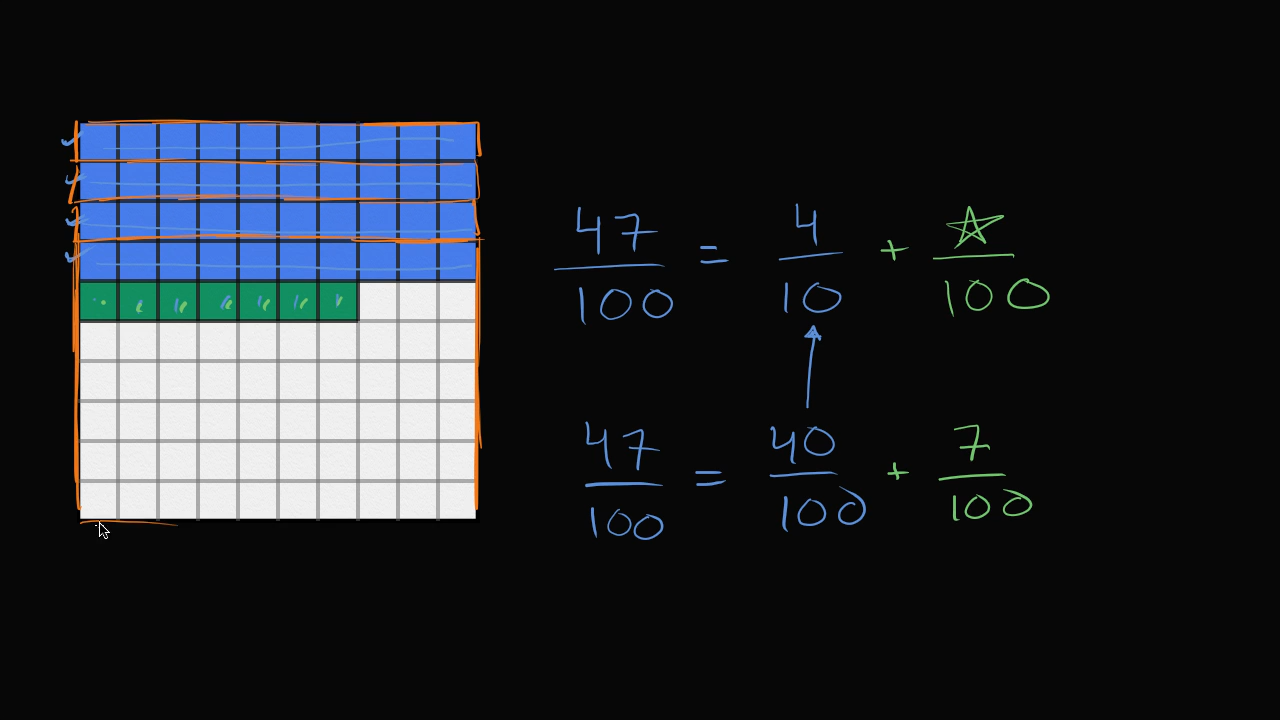 47/100 = 4/10 + ☆/100
47/100 = 40/100 + 7/100